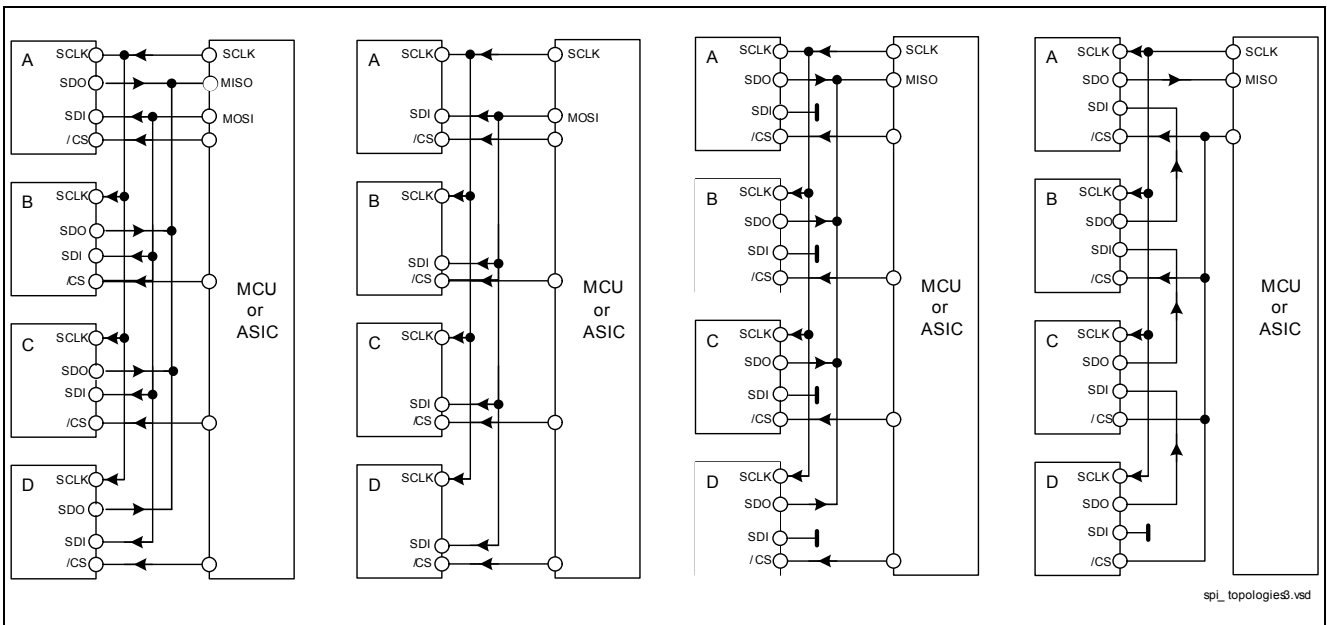 A
SCLK
SCLK
SDO
MISO
SDI
MOSI
/CS
B
SCLK
SDO
SDI
/CS
MCU
or
ASIC
C
SCLK
SDO
SDI
/CS
D
SCLK
SDO
SDI
/CS
A
SCLK
SCLK
SDI
MOSI
/CS
B
SCLK
SDI
/CS
MCU
or
ASIC
C
SCLK
SDI
/CS
D
SCLK
SDI
/CS
A
SCLK
SCLK
SDO
MISO
SDI
/CS
B
SCLK
SDO
SDI
/CS
MCU
or
ASIC
C
SCLK
SDO
SDI
/CS
D
SCLK
SDO
SDI
/CS
A
SCLK
SCLK
SDO
MISO
SDI
/CS
B
SCLK
SDO
SDI
/CS
MCU
or
ASIC
C
SCLK
SDO
SDI
/CS
D
SCLK
SDO
SDI
/CS
spi_topologies3.vsd